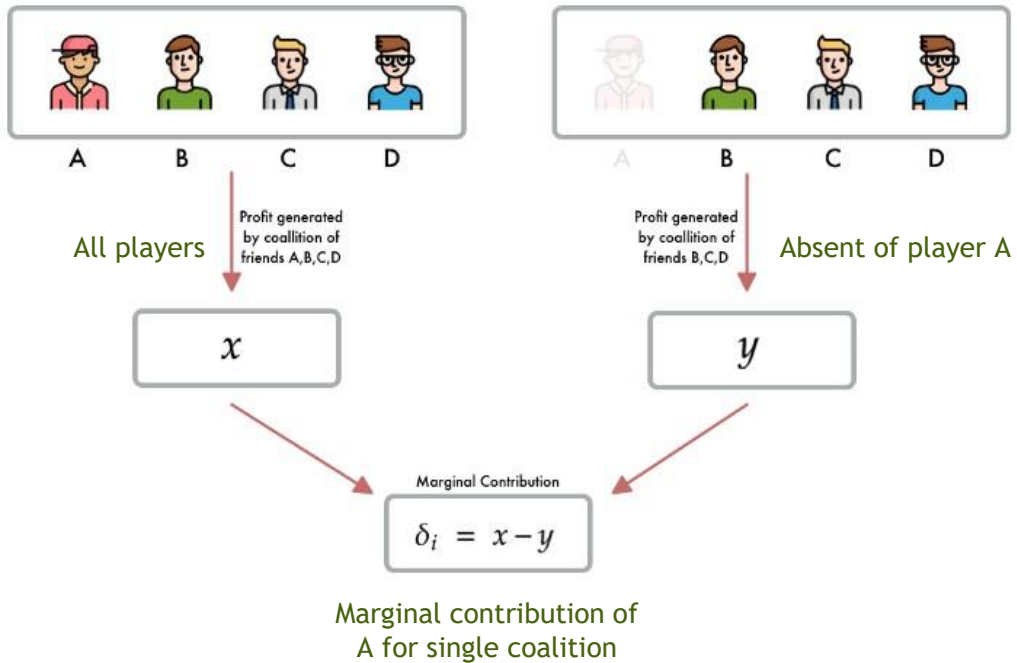 A B C D
A B C D
All players
Profit generated
by coallition of
friends A,B,C,D
Profit generated
by coallition of
friends B,C,D
Absent of player A
x
y
Marginal Contribution
δᵢ = x − y
Marginal contribution of
A for single coalition